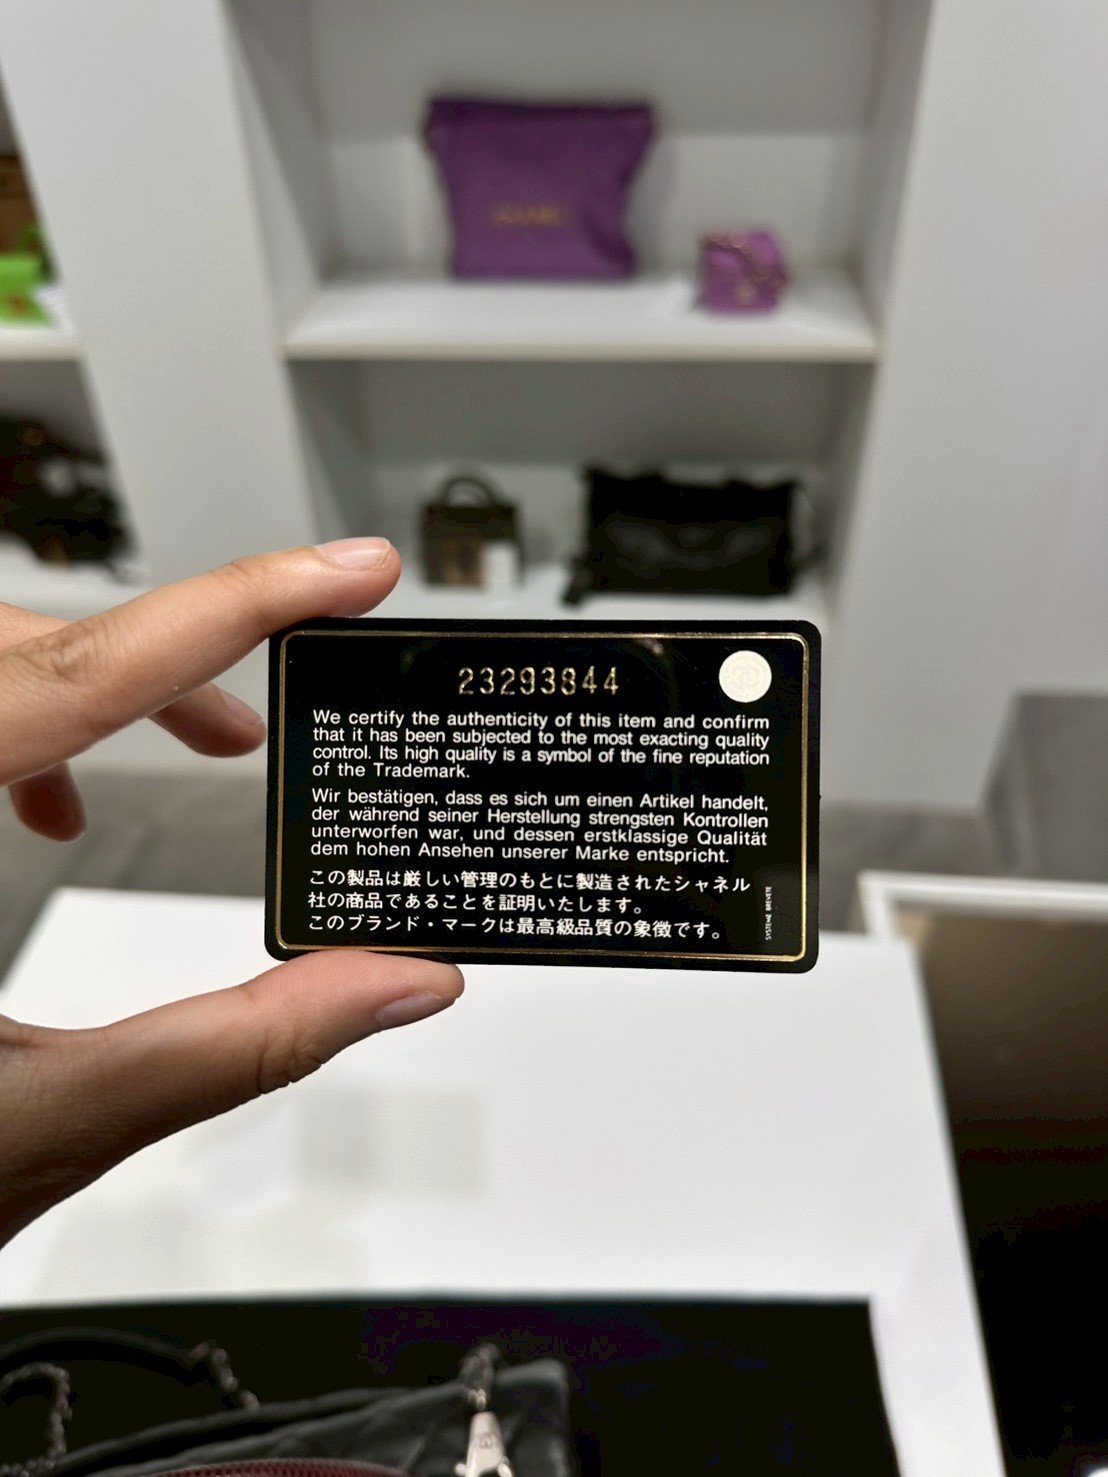 23293844
We certify the authenticity of this item and confirm
that it has been subjected to the most exacting quality
control. Its high quality is a symbol of the fine reputation
of the Trademark.
Wir bestätigen, dass es sich um einen Artikel handelt,
der während seiner Herstellung strengsten Kontrollen
unterworfen war, und dessen erstklassige Qualität
dem hohen Ansehen unserer Marke entspricht.
この製品は厳しい管理のもとに製造されたシャネル
社の商品であることを証明いたします。
このブランド・マークは最高級品質の象徴です。
SYSTEME BREVETE